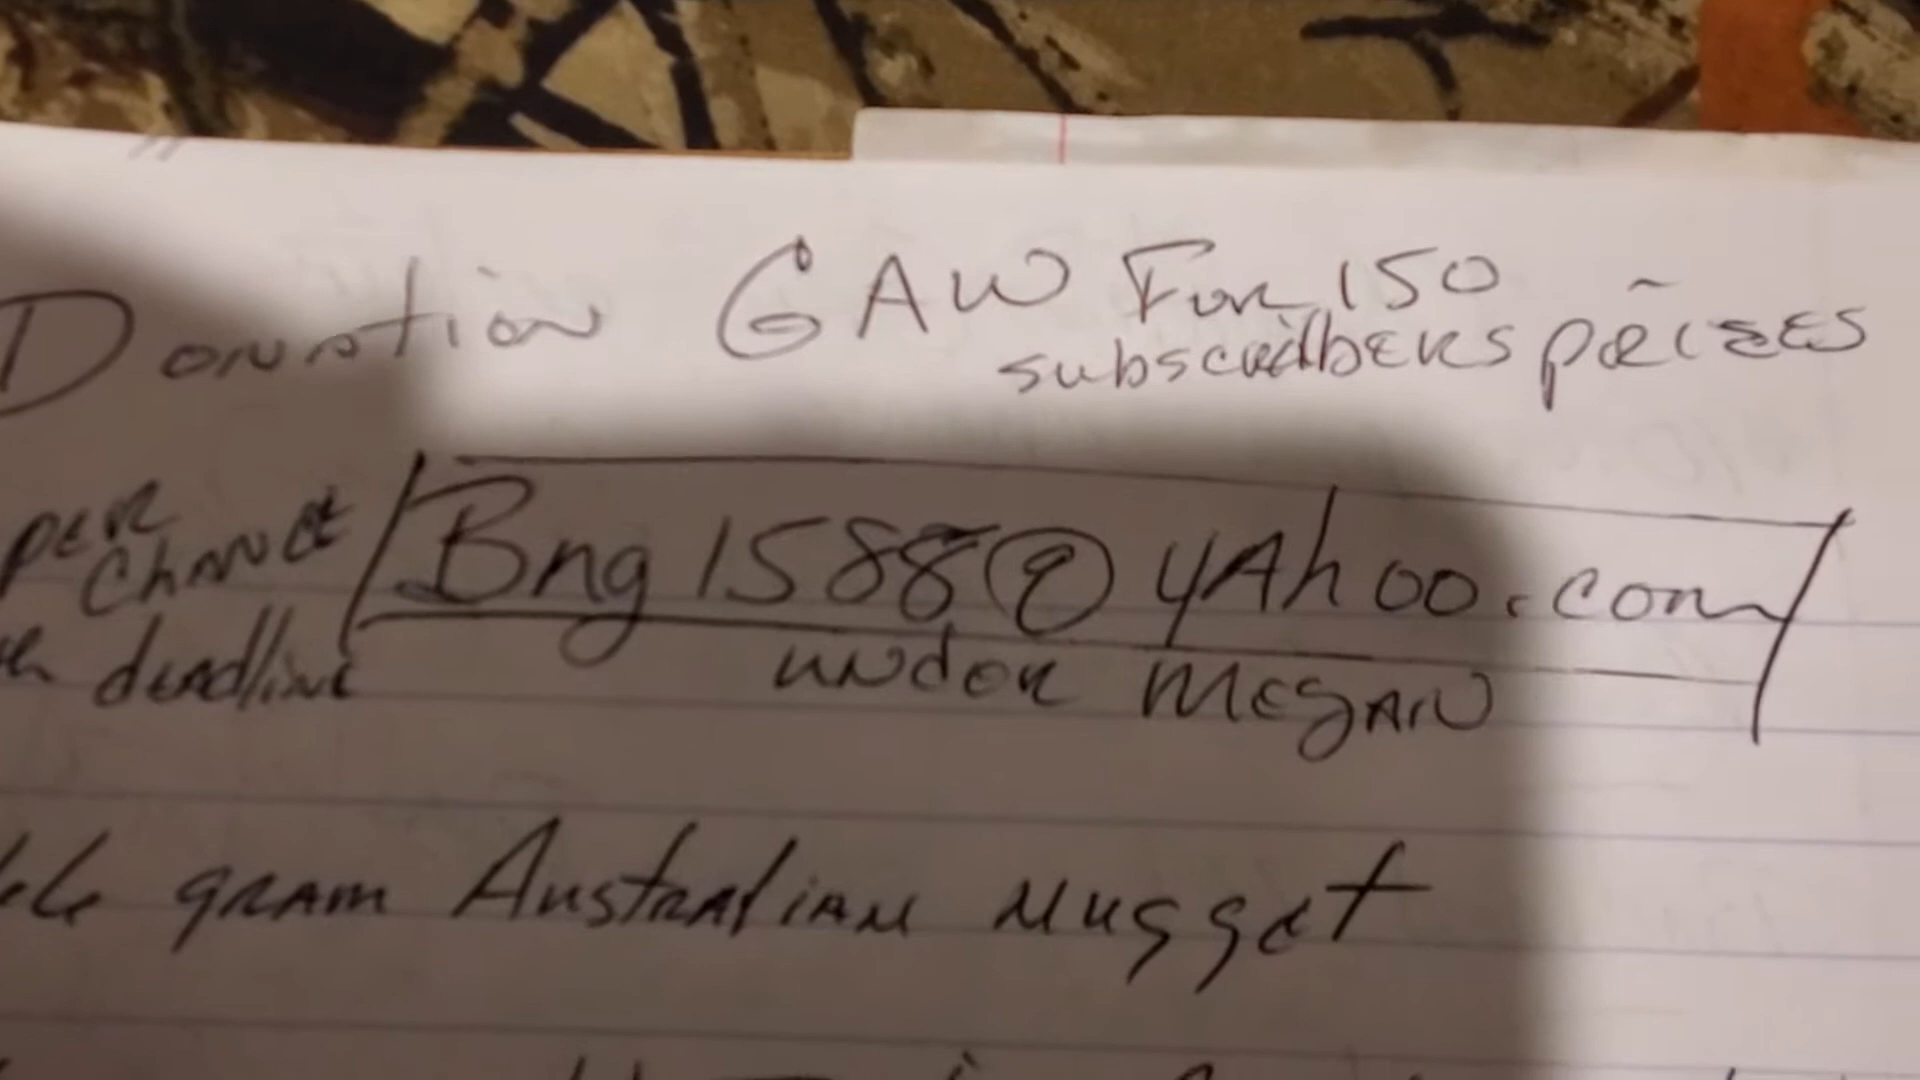 Donation GAW For 150
subscribers prizes
per
chance
Bng1588@yahoo.com
deadline
under Megan
gram Australian Nugget